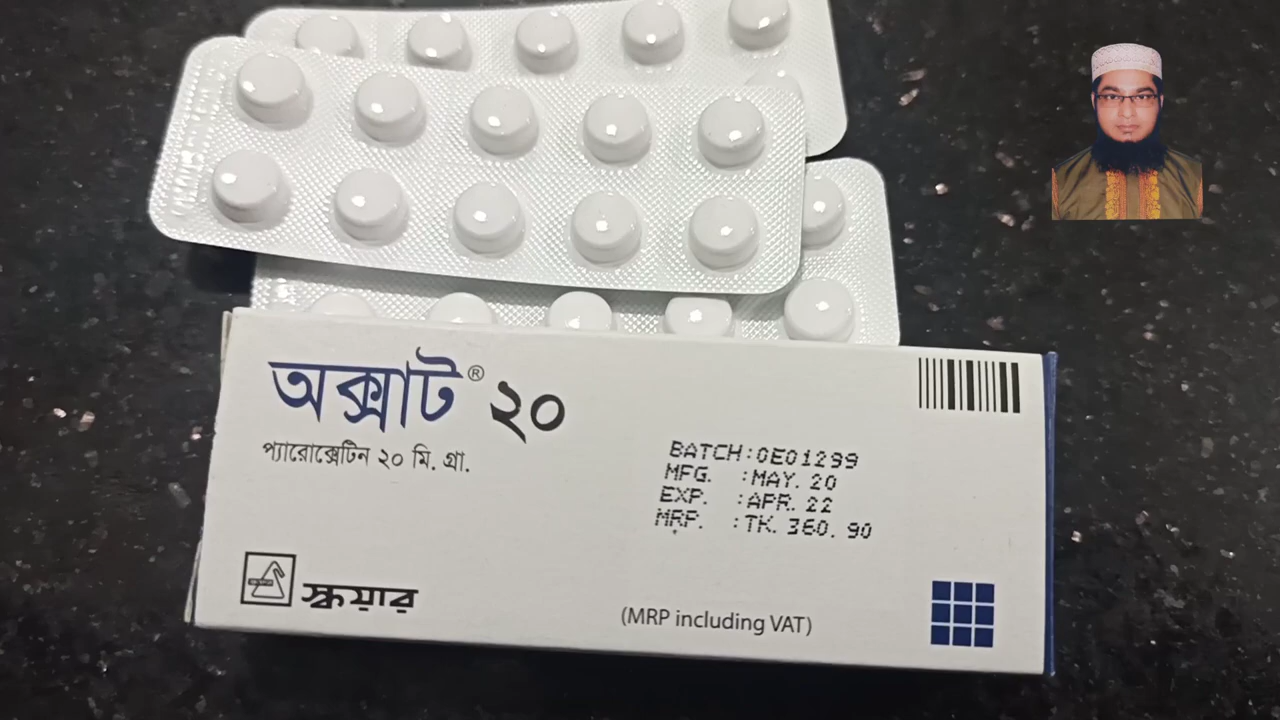 অক্সাট® ২০
প্যারোক্সেটিন ২০ মি. গ্রা.
BATCH:0E01299
MFG. :MAY. 20
EXP. :APR. 22
MRP. :TK. 360. 90
স্কয়ার
(MRP including VAT)